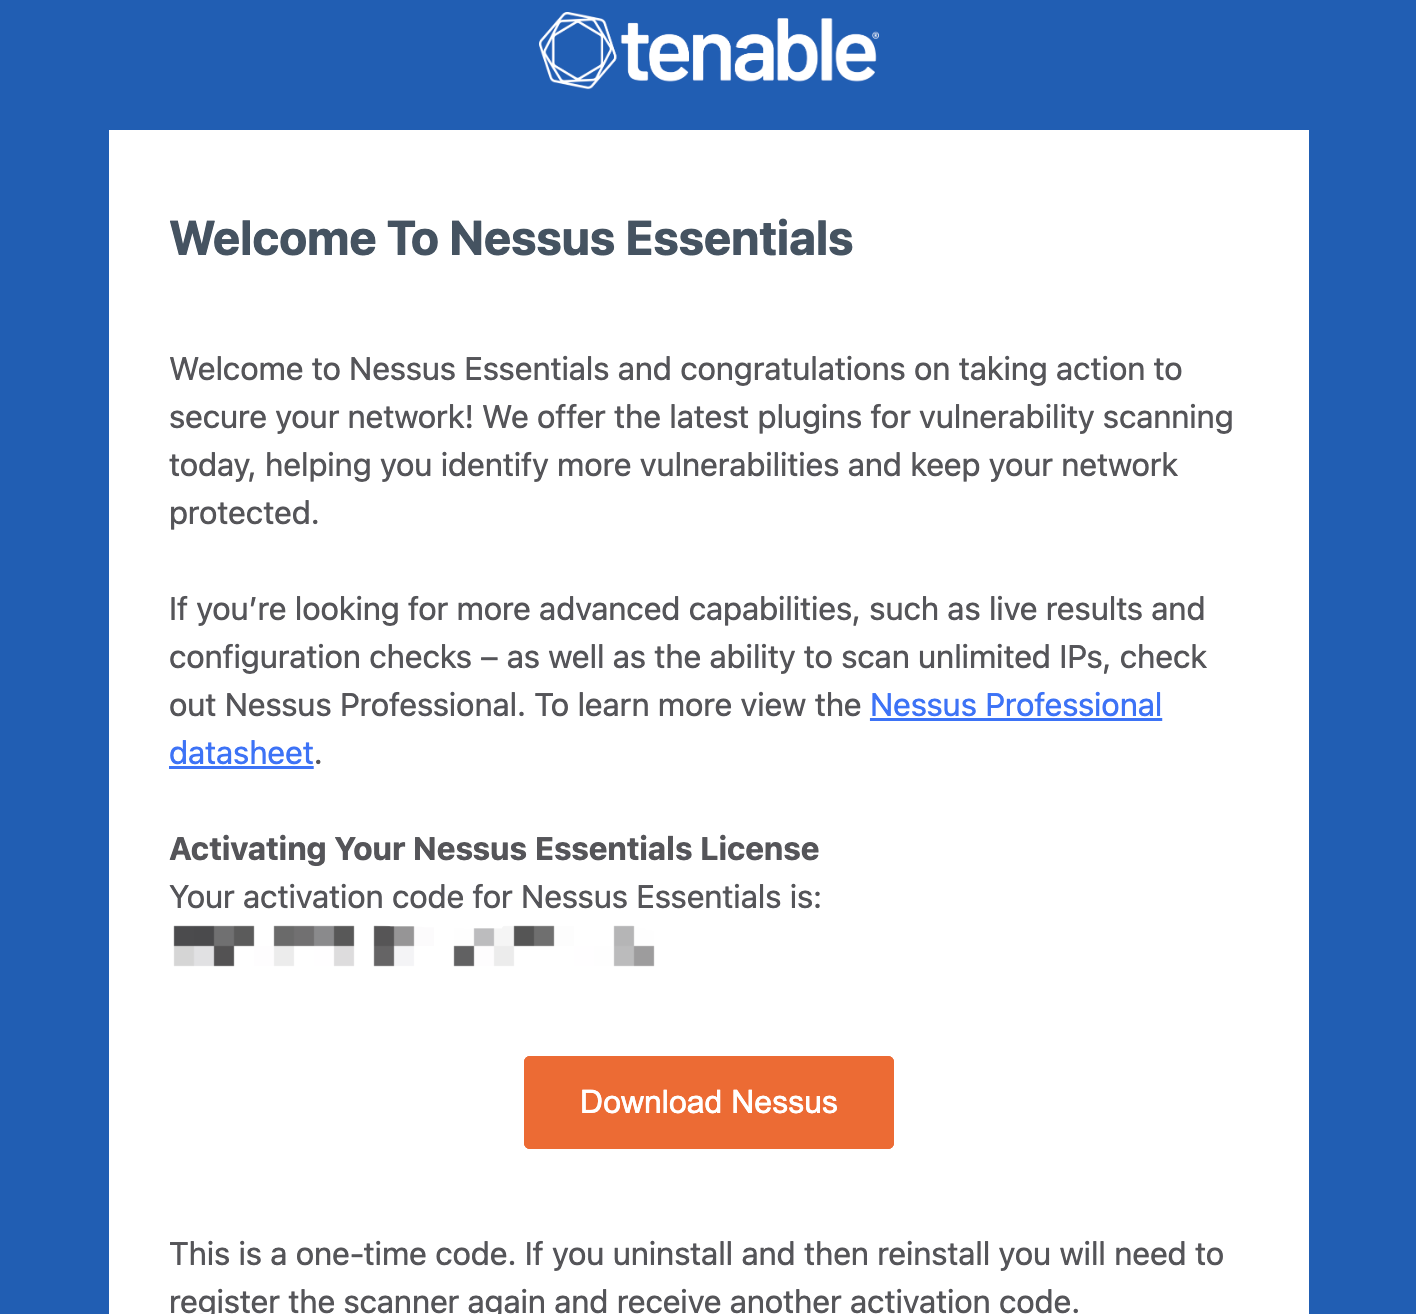 tenable®
Welcome To Nessus Essentials
Welcome to Nessus Essentials and congratulations on taking action to
secure your network! We offer the latest plugins for vulnerability scanning
today, helping you identify more vulnerabilities and keep your network
protected.
If you’re looking for more advanced capabilities, such as live results and
configuration checks – as well as the ability to scan unlimited IPs, check
out Nessus Professional. To learn more view the Nessus Professional
datasheet.
Activating Your Nessus Essentials License
Your activation code for Nessus Essentials is:
Download Nessus
This is a one-time code. If you uninstall and then reinstall you will need to
register the scanner again and receive another activation code.